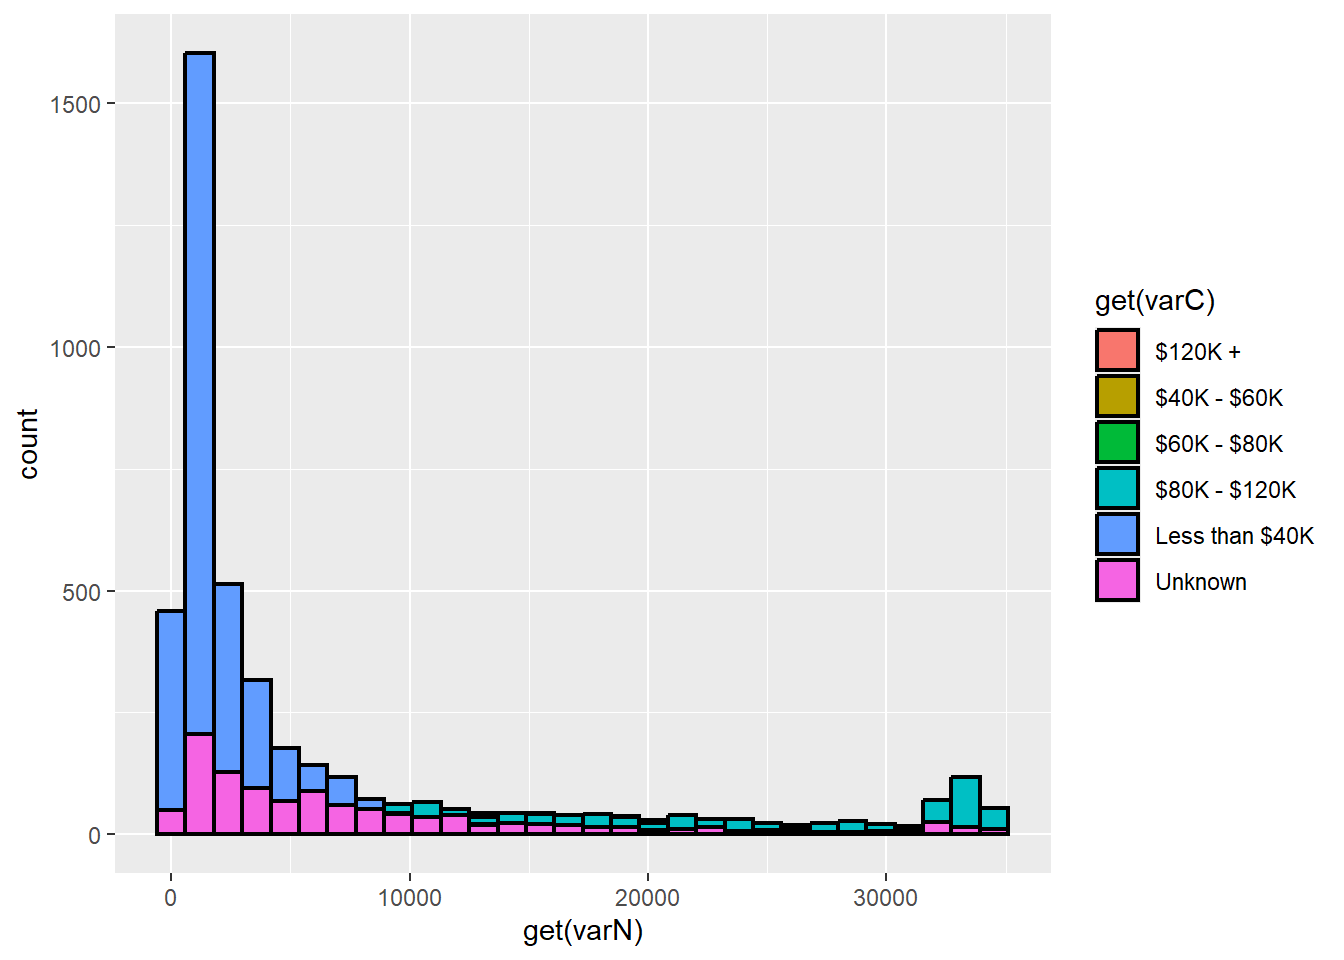 1500
1000
500
0
count
0
10000
20000
30000
get(varN)
get(varC)
$120K +
$40K - $60K
$60K - $80K
$80K - $120K
Less than $40K
Unknown